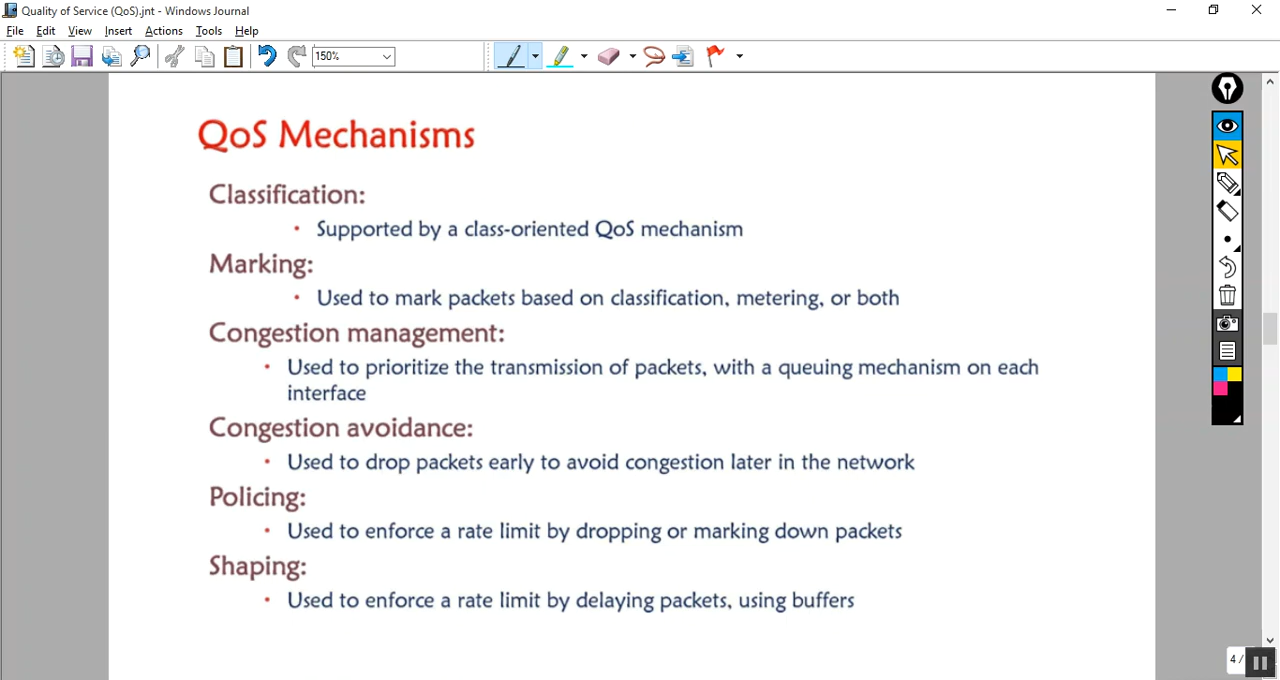 Quality of Service (QoS).jnt - Windows Journal
File Edit View Insert Actions Tools Help
150%
QoS Mechanisms
Classification:
• Supported by a class-oriented QoS mechanism
Marking:
• Used to mark packets based on classification, metering, or both
Congestion management:
• Used to prioritize the transmission of packets, with a queuing mechanism on each
interface
Congestion avoidance:
• Used to drop packets early to avoid congestion later in the network
Policing:
• Used to enforce a rate limit by dropping or marking down packets
Shaping:
• Used to enforce a rate limit by delaying packets, using buffers
4 /